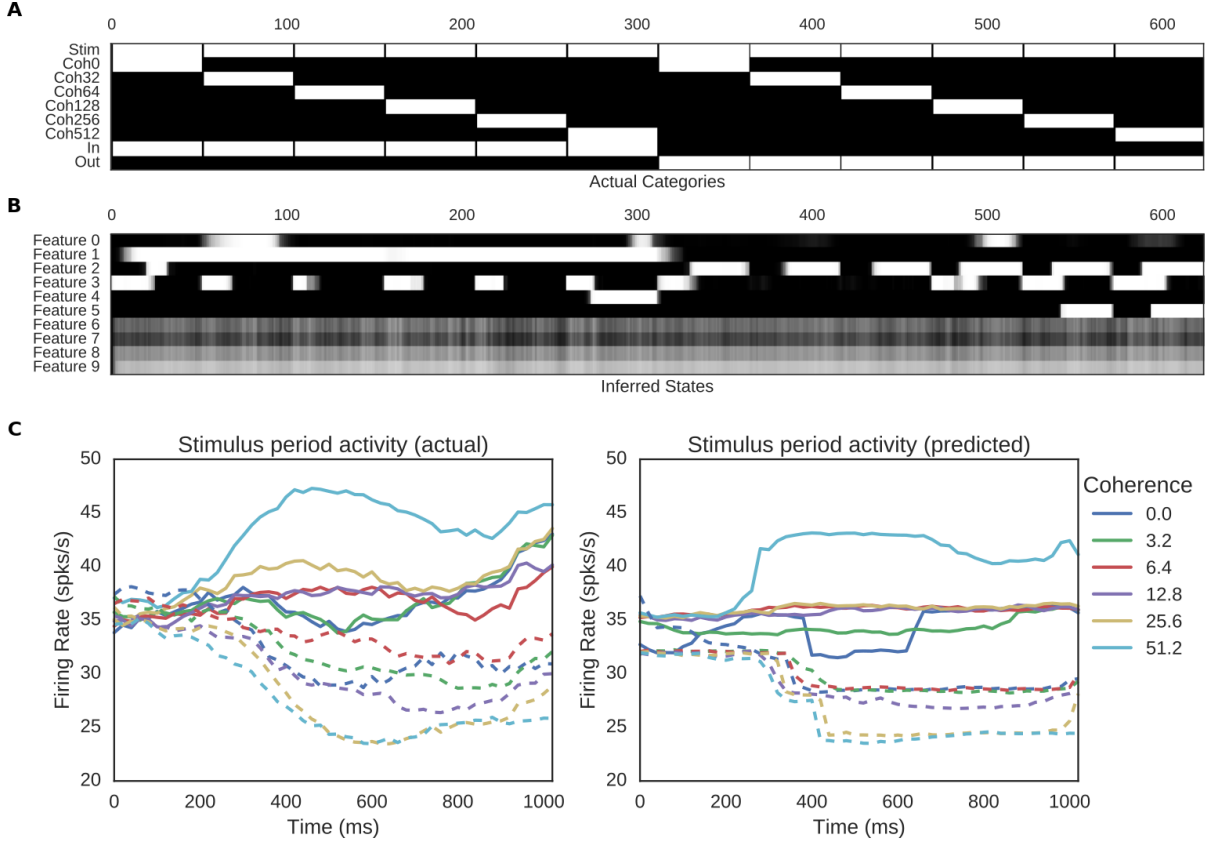 A
0 100 200 300 400 500 600
Stim
Coh0
Coh32
Coh64
Coh128
Coh256
Coh512
In
Out
Actual Categories
B
0 100 200 300 400 500 600
Feature 0
Feature 1
Feature 2
Feature 3
Feature 4
Feature 5
Feature 6
Feature 7
Feature 8
Feature 9
Inferred States
C
Stimulus period activity (actual)
50
45
40
35
30
25
20
Firing Rate (spks/s)
0 200 400 600 800 1000
Time (ms)
Stimulus period activity (predicted)
50
45
40
35
30
25
20
Firing Rate (spks/s)
0 200 400 600 800 1000
Time (ms)
Coherence
0.0
3.2
6.4
12.8
25.6
51.2